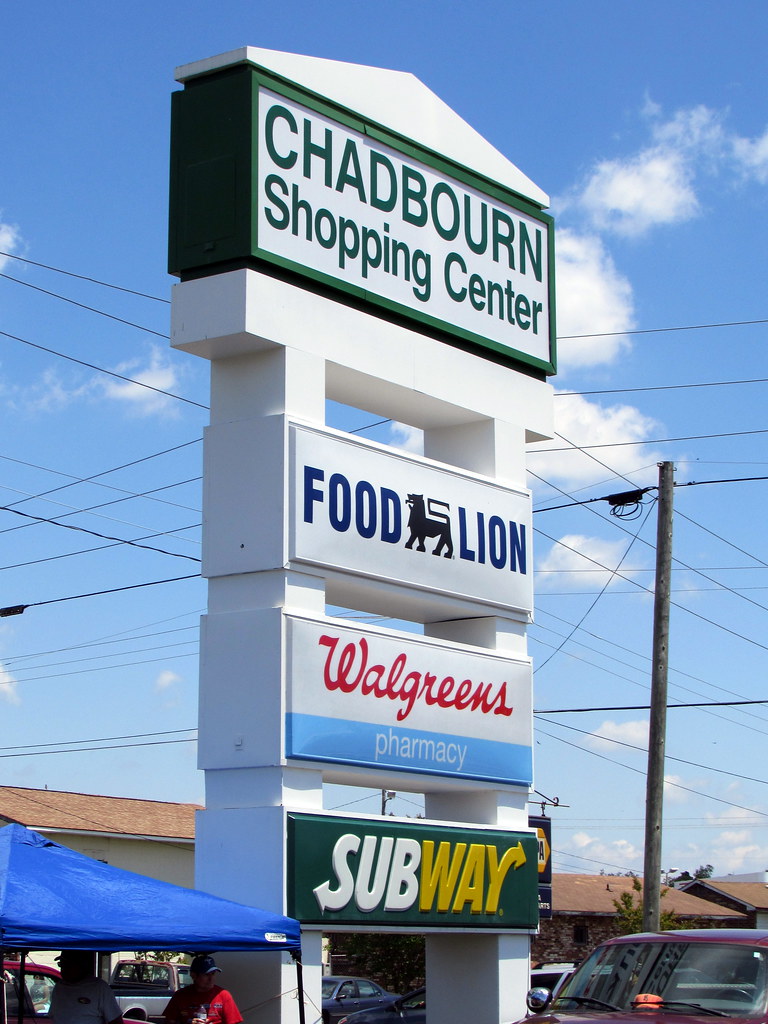 CHADBOURN
Shopping Center
FOOD LION
Walgreens
pharmacy
SUBWAY